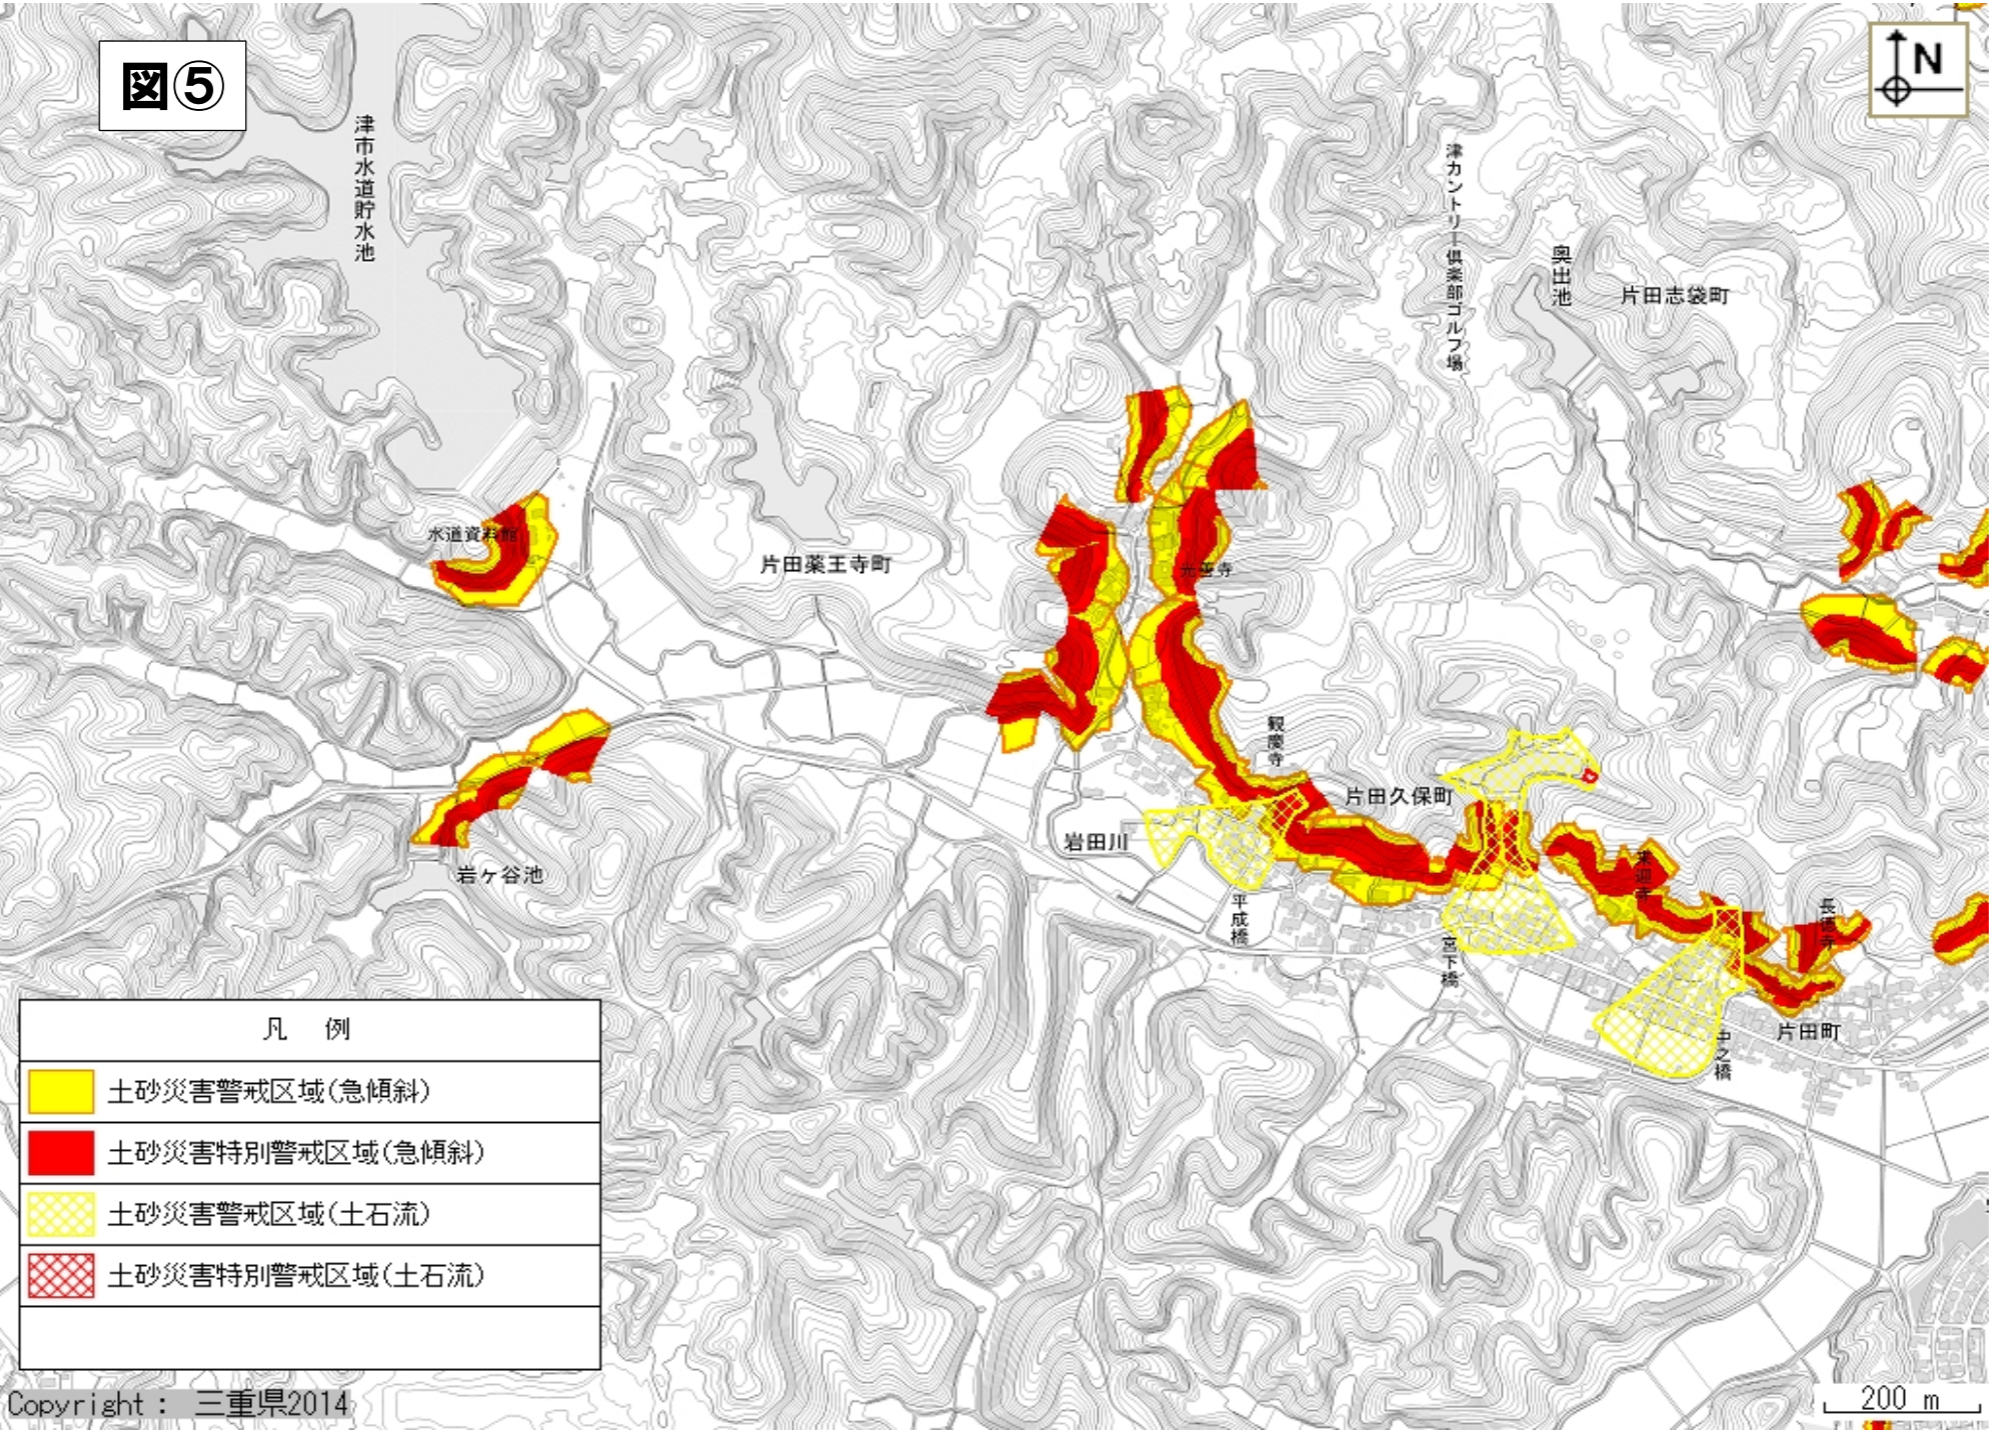 図⑤
N
津市水道貯水池
津カントリー倶楽部ゴルフ場
奥出池
片田志袋町
水道資料館
片田薬王寺町
光善寺
観慶寺
片田久保町
岩田川
岩ヶ谷池
来迎寺
平成橋
長徳寺
宮下橋
片田町
中之橋
凡 例
土砂災害警戒区域(急傾斜)
土砂災害特別警戒区域(急傾斜)
土砂災害警戒区域(土石流)
土砂災害特別警戒区域(土石流)
Copyright : 三重県2014
200 m